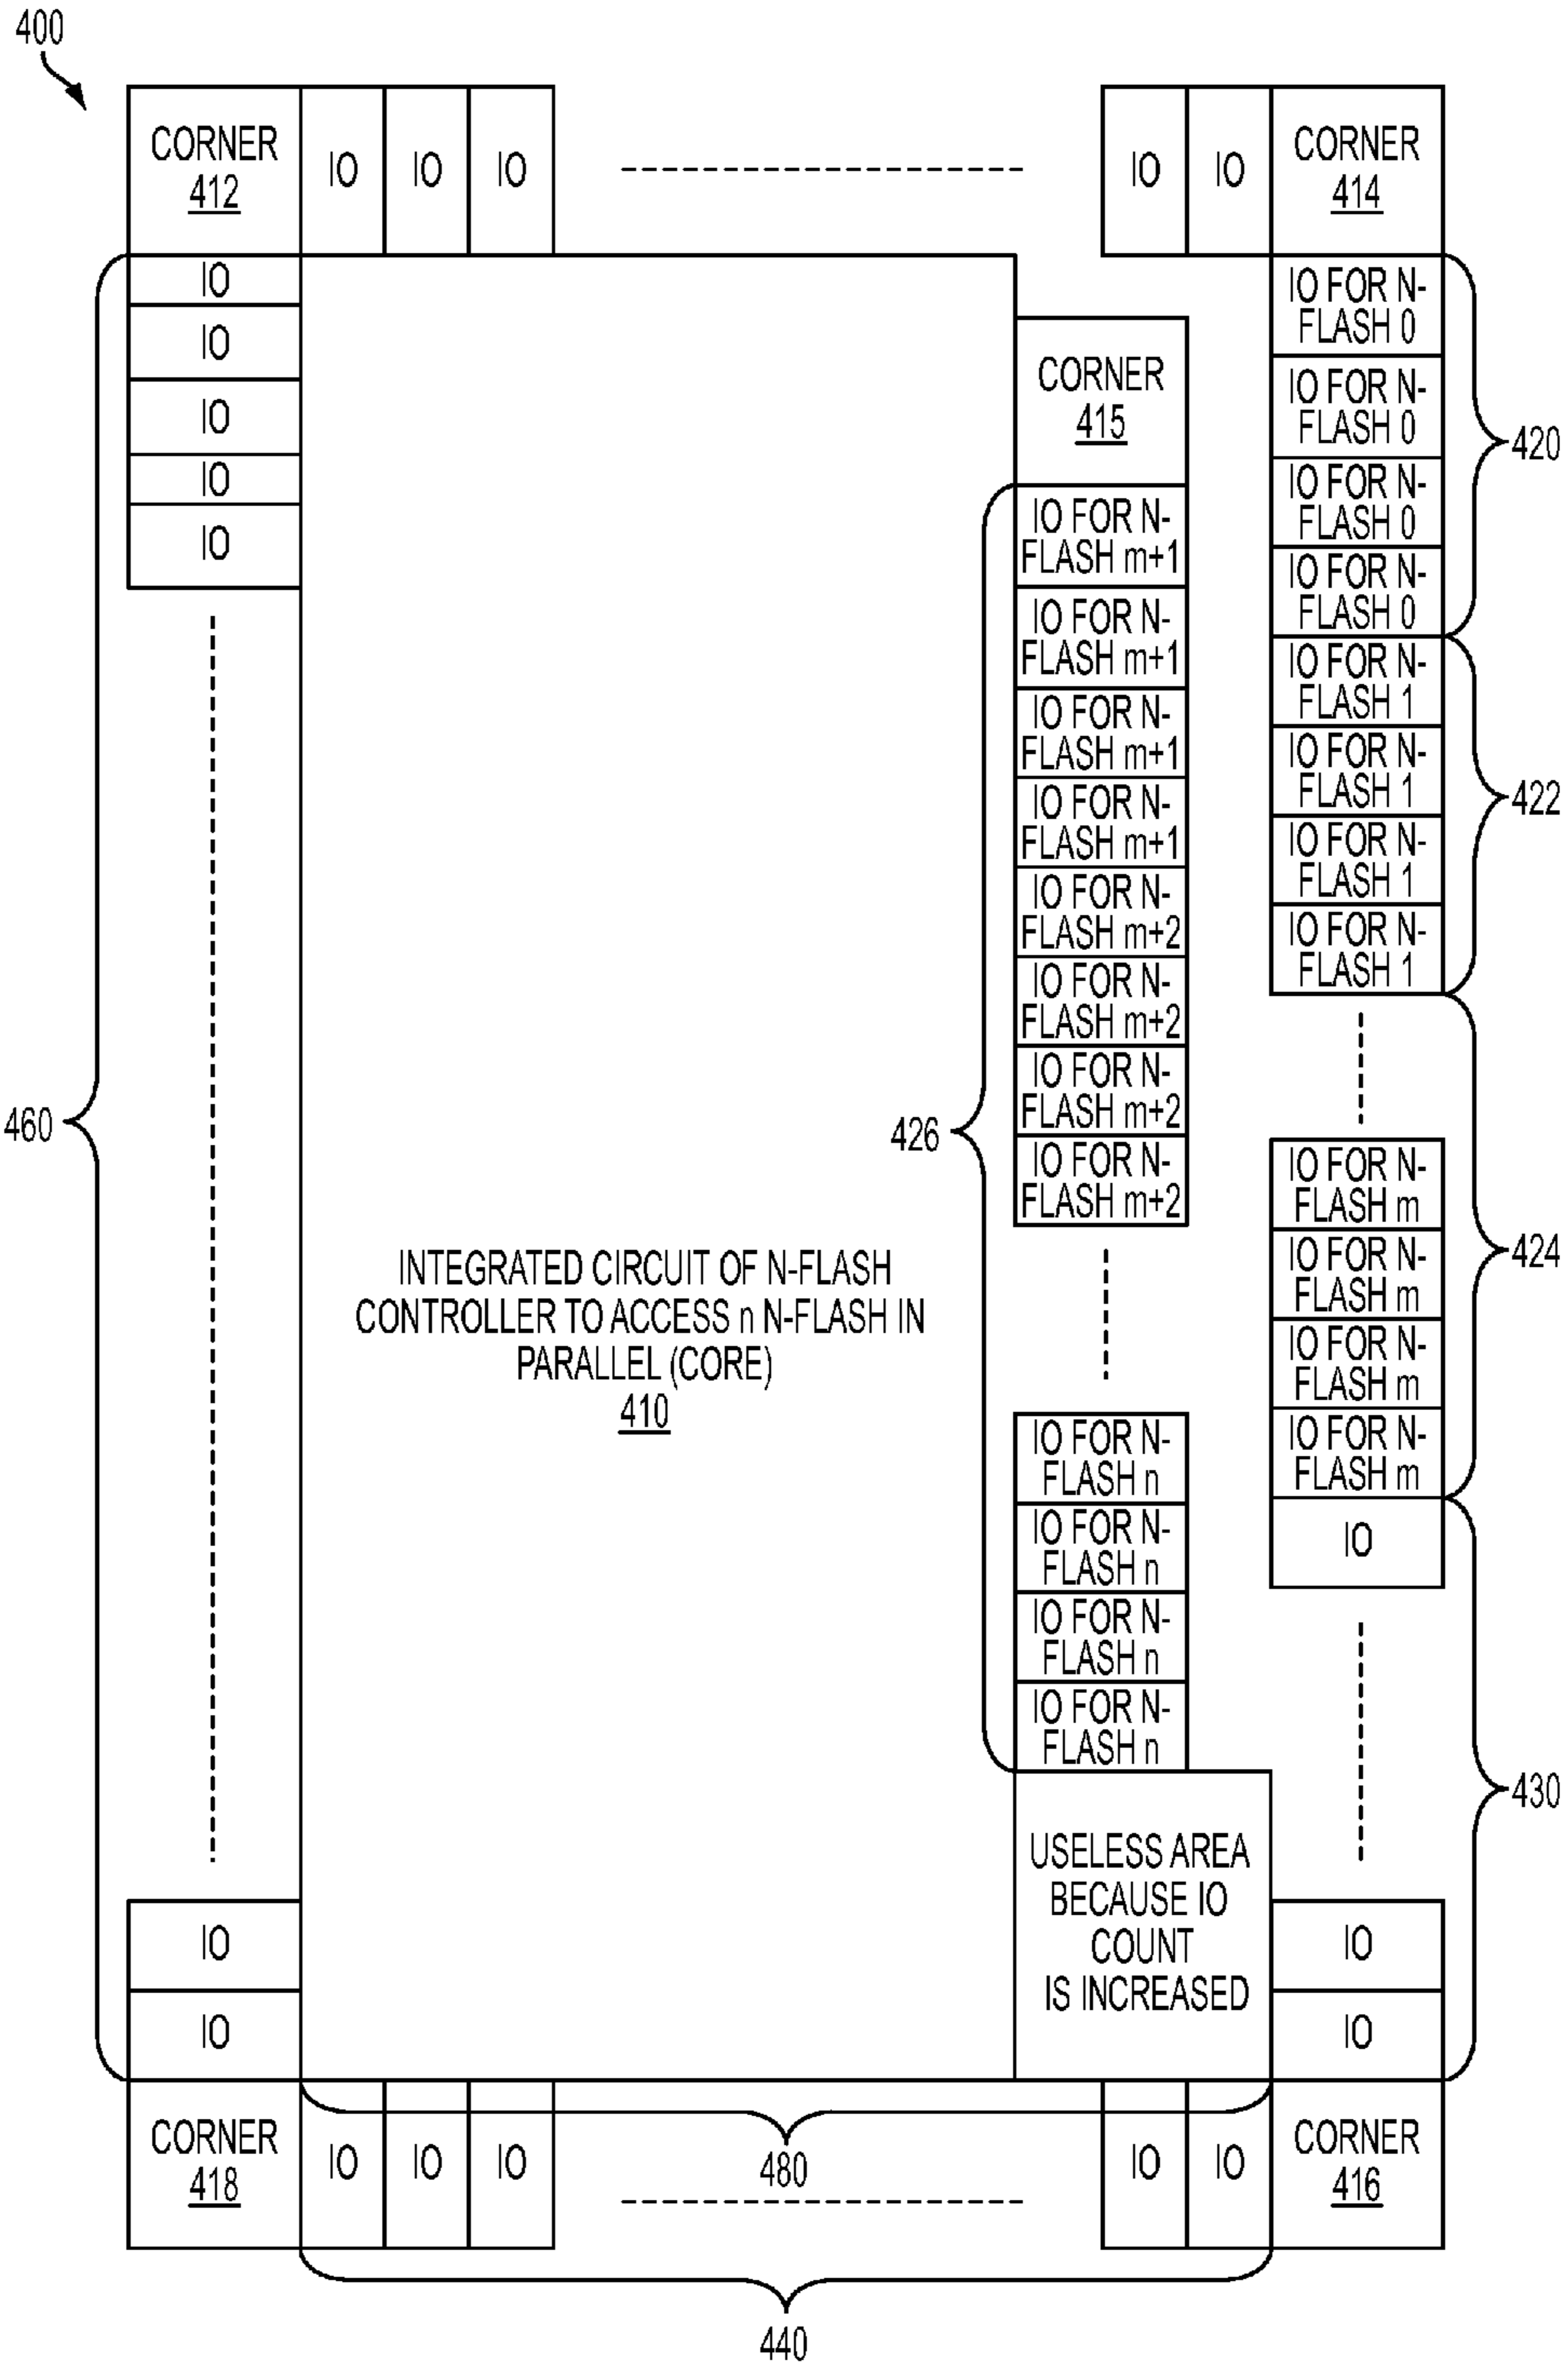 400
CORNER
412
IO
IO
IO
IO
IO
CORNER
414
IO
IO
IO
IO
IO
460
IO
IO
CORNER
415
IO FOR N-
FLASH m+1
IO FOR N-
FLASH m+1
IO FOR N-
FLASH m+1
IO FOR N-
FLASH m+1
IO FOR N-
FLASH m+2
IO FOR N-
FLASH m+2
IO FOR N-
FLASH m+2
IO FOR N-
FLASH m+2
426
IO FOR N-
FLASH n
IO FOR N-
FLASH n
IO FOR N-
FLASH n
IO FOR N-
FLASH n
IO FOR N-
FLASH 0
IO FOR N-
FLASH 0
IO FOR N-
FLASH 0
IO FOR N-
FLASH 0
420
IO FOR N-
FLASH 1
IO FOR N-
FLASH 1
IO FOR N-
FLASH 1
IO FOR N-
FLASH 1
422
IO FOR N-
FLASH m
IO FOR N-
FLASH m
IO FOR N-
FLASH m
IO FOR N-
FLASH m
424
IO
IO
IO
430
INTEGRATED CIRCUIT OF N-FLASH
CONTROLLER TO ACCESS n N-FLASH IN
PARALLEL (CORE)
410
USELESS AREA
BECAUSE IO
COUNT
IS INCREASED
CORNER
418
IO
IO
IO
480
IO
IO
CORNER
416
440